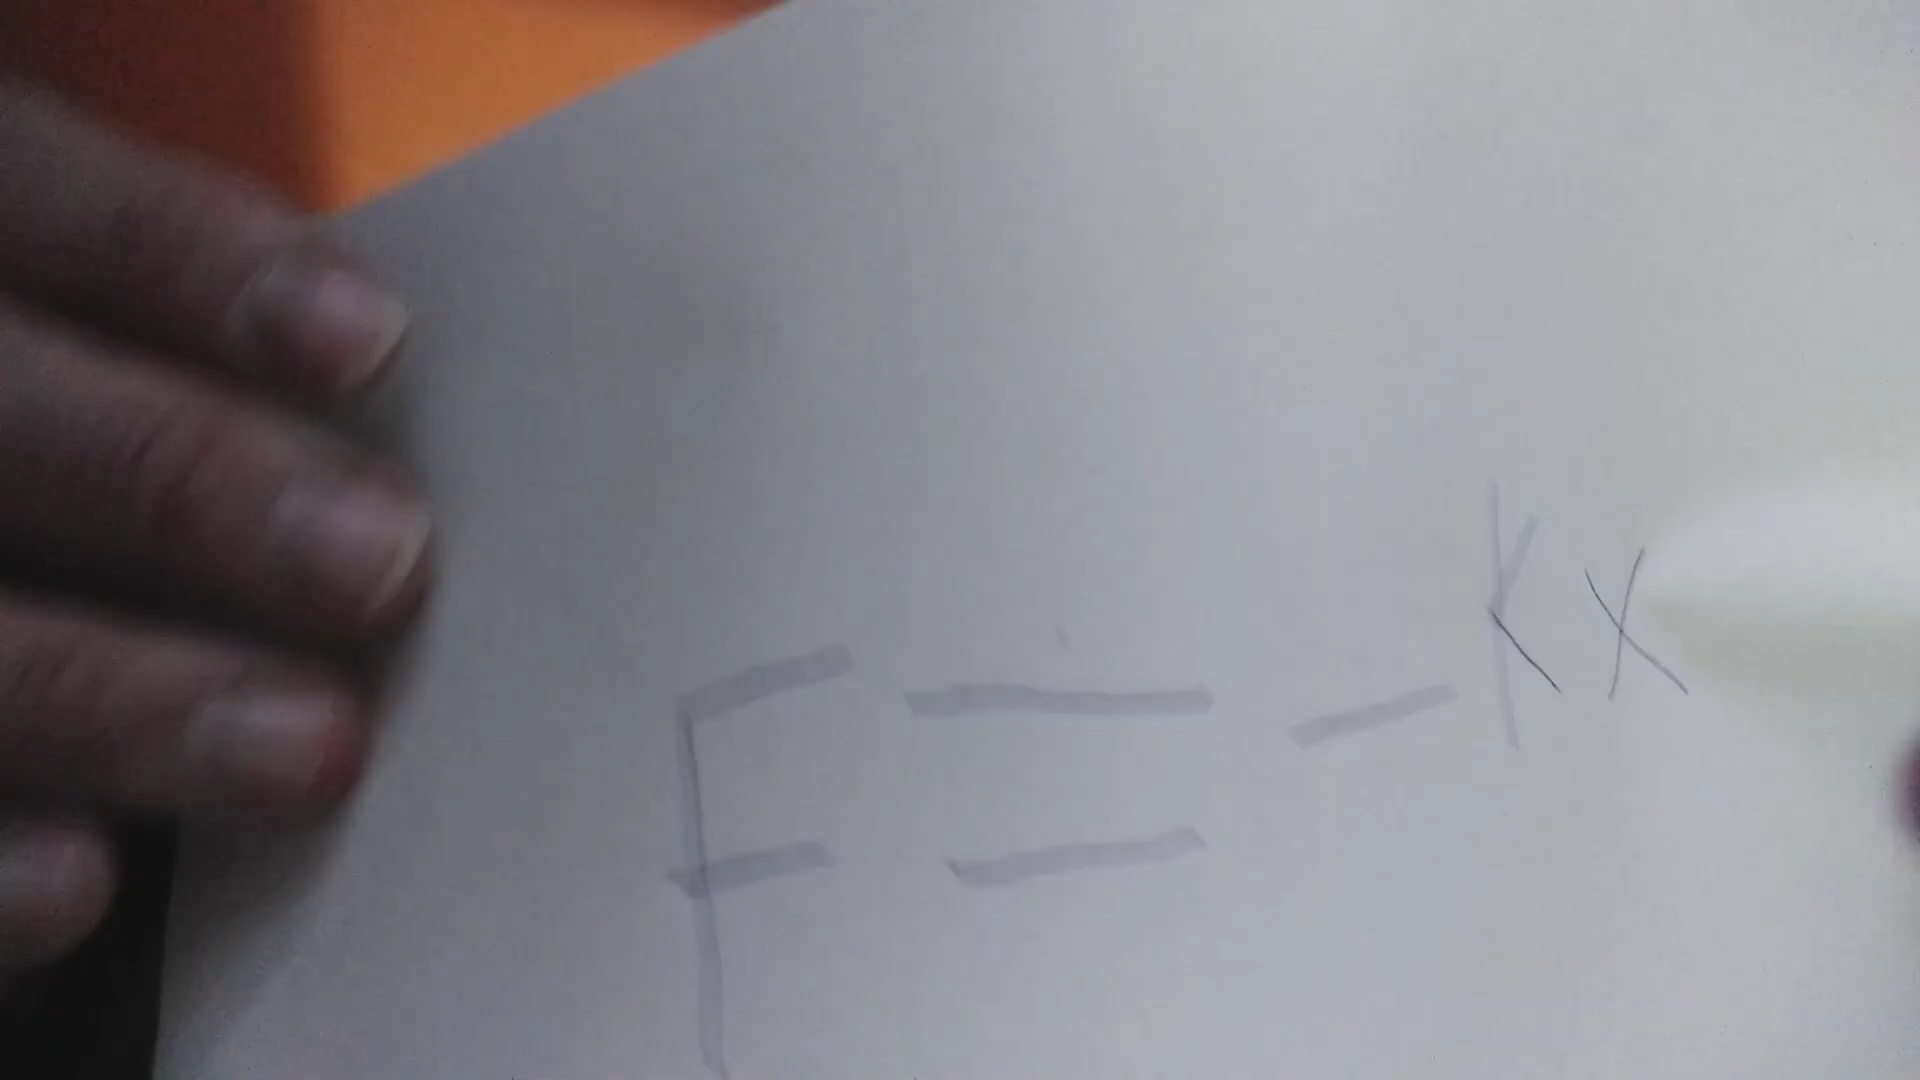 F = - KX